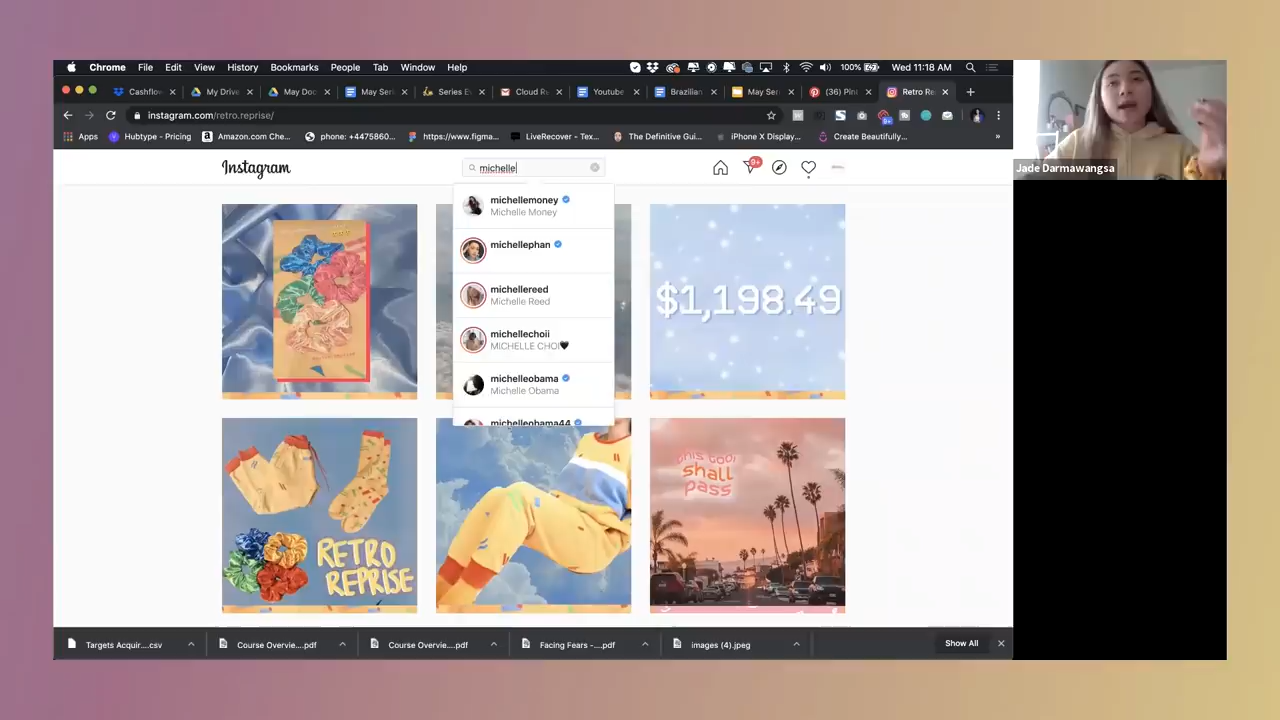 Chrome File Edit View History Bookmarks People Tab Window Help 100% Wed 11:18 AM
Cashflow My Drive May Doc May Seri Series E Gmail Cloud R Youtube Brazilian May Ser (36) Pin Retro Re
instagram.com/retro.reprise/
Apps Hubtype - Pricing Amazon.com Che... phone: +4475860... https://www.figma... LiveRecover - Tex... The Definitive Gui... iPhone X Display... Create Beautifully... »
Jade Darmawangsa
Instagram
michelle
9+
michellemoney
Michelle Money
michellephan
michellereed
Michelle Reed
michellechoii
MICHELLE CHOI🖤
michelleobama
Michelle Obama
michelleobama44
$1,198.49
RETRO
REPRISE
this too!
shall
pass
Targets Acquir....csv Course Overvie....pdf Course Overvie....pdf Facing Fears -....pdf images (4).jpeg Show All